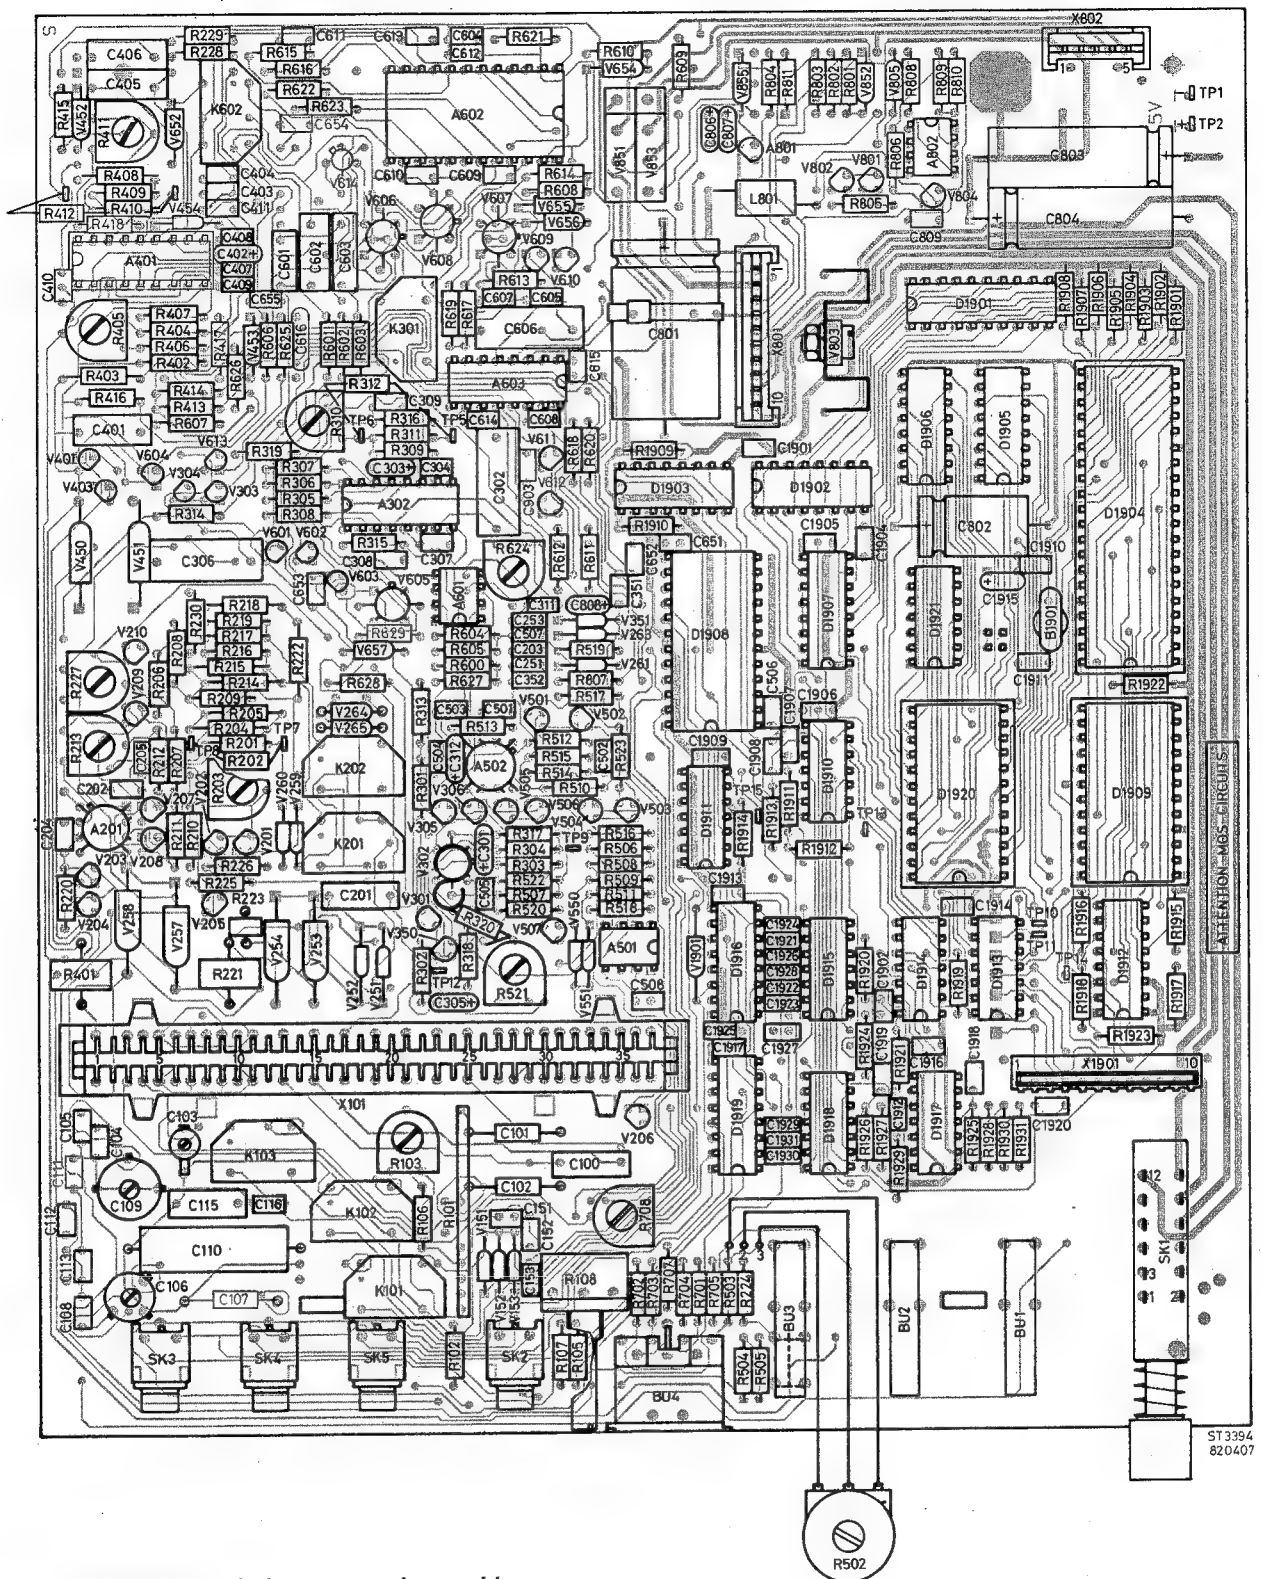 S
R229
R228
C611
C613
C604
C612
R621
R610
V654
R609
X802
1
5
C406
C405
R615
R616
R622
R623
C654
K602
A602
V855
R804
R811
R803
R802
R801
V852
V805
R808
R809
R810
5V
TP1
TP2
R415
V452
R411
V652
V851
V853
C806+
C807+
A801
V802
V801
R806
A802
C803
R408
R409
R410
R412
R418
V454
C404
C403
C411
V614
C610
C609
R614
R608
V655
V656
V606
V608
V607
V609
V610
L801
R805
V804
C809
C804
A401
C410
C408
C402+
C407
C409
C655
C601
C602
C603
R613
C607
C605
C606
R619
R617
K301
C801
X801
1
10
V803
D1901
R1908
R1907
R1906
R1905
R1904
R1903
R1902
R1901
R405
R407
R404
R406
R402
R417
R626
V453
R606
R625
C616
R601
R602
R603
R403
R416
R414
R413
R607
C401
R312
C309
R310
TP6
R316
R311
R309
TP5
A603
C614
C608
C615
D1906
D1905
D1904
V613
V401
V403
V604
V304
V303
R319
R307
R306
R305
R308
R314
C303+
C304
A302
C302
V611
V612
C903
R618
R620
R1909
C1901
D1903
D1902
V450
V451
C306
V601
V602
R315
C308
C307
R624
R612
R611
R1910
C651
C652
C1905
C1904
C802
C1910
C653
V603
V605
A601
C351
C1915
B1901
R230
R218
R219
R217
R216
R215
R214
R209
R205
R204
R201
R202
R222
R629
V657
R628
R604
R605
R600
R627
C311
C253
C507
C203
C251
C352
C808+
V351
V263
R519
V261
R807
R517
D1908
D1907
D1921
C1911
R1922
V210
R208
R206
V209
R227
R213
C205
R212
R207
TP8
TP7
V264
V265
K202
R313
C503
C501
R513
V501
V502
R512
R515
R514
R510
C502
R523
C506
C1907
C1906
C1909
C1908
D1910
D1920
D1909
ATTENTION MOS-CIRCUITS
C202
V207
V202
R203
V260
V259
C504
C312
A502
R301
V306
V305
V505
V506
V504
V503
D1911
TP15
R1914
R1913
R1911
TP13
R1912
C204
A201
V203
V208
R211
R210
V201
R226
R225
K201
V302
C301
C505
R317
R304
R303
R522
R507
R520
TP9
R516
R506
R508
R509
R511
R518
C1913
R220
V204
V258
V257
V205
R223
C201
V254
V253
V301
V350
R320
R318
R302
TP12
C305+
V507
V550
V551
A501
R521
C508
V1901
D1916
C1924
C1921
C1926
C1928
C1922
C1923
C1925
C1917
C1927
D1915
R1920
C1902
D1914
C1914
R1919
D1913
TP10
TP11
TP14
R1916
R1918
D1912
R1915
R1917
R1923
R401
R221
V252
V251
R1924
C1919
R1921
C1916
C1918
1
5
10
15
20
25
30
35
X101
1
X1901
10
C1920
D1919
C1929
C1931
C1930
D1918
R1926
R1927
C1912
R1929
D1917
R1925
R1928
R1930
R1931
C105
C104
C103
C111
C109
C112
C115
C116
K103
R103
K102
R106
R101
C101
C102
C100
V206
R708
V151
C151
C152
C113
C110
C106
C107
C168
K101
V152
V153
C153
R108
R702
R703
R707
R704
R701
R705
R503
R224
2
3
BU3
BU2
BU1
SK1
12
3
1
2
SK3
SK4
SK5
R102
SK2
R107
R105
BU4
R504
R505
R502
ST3394
820407